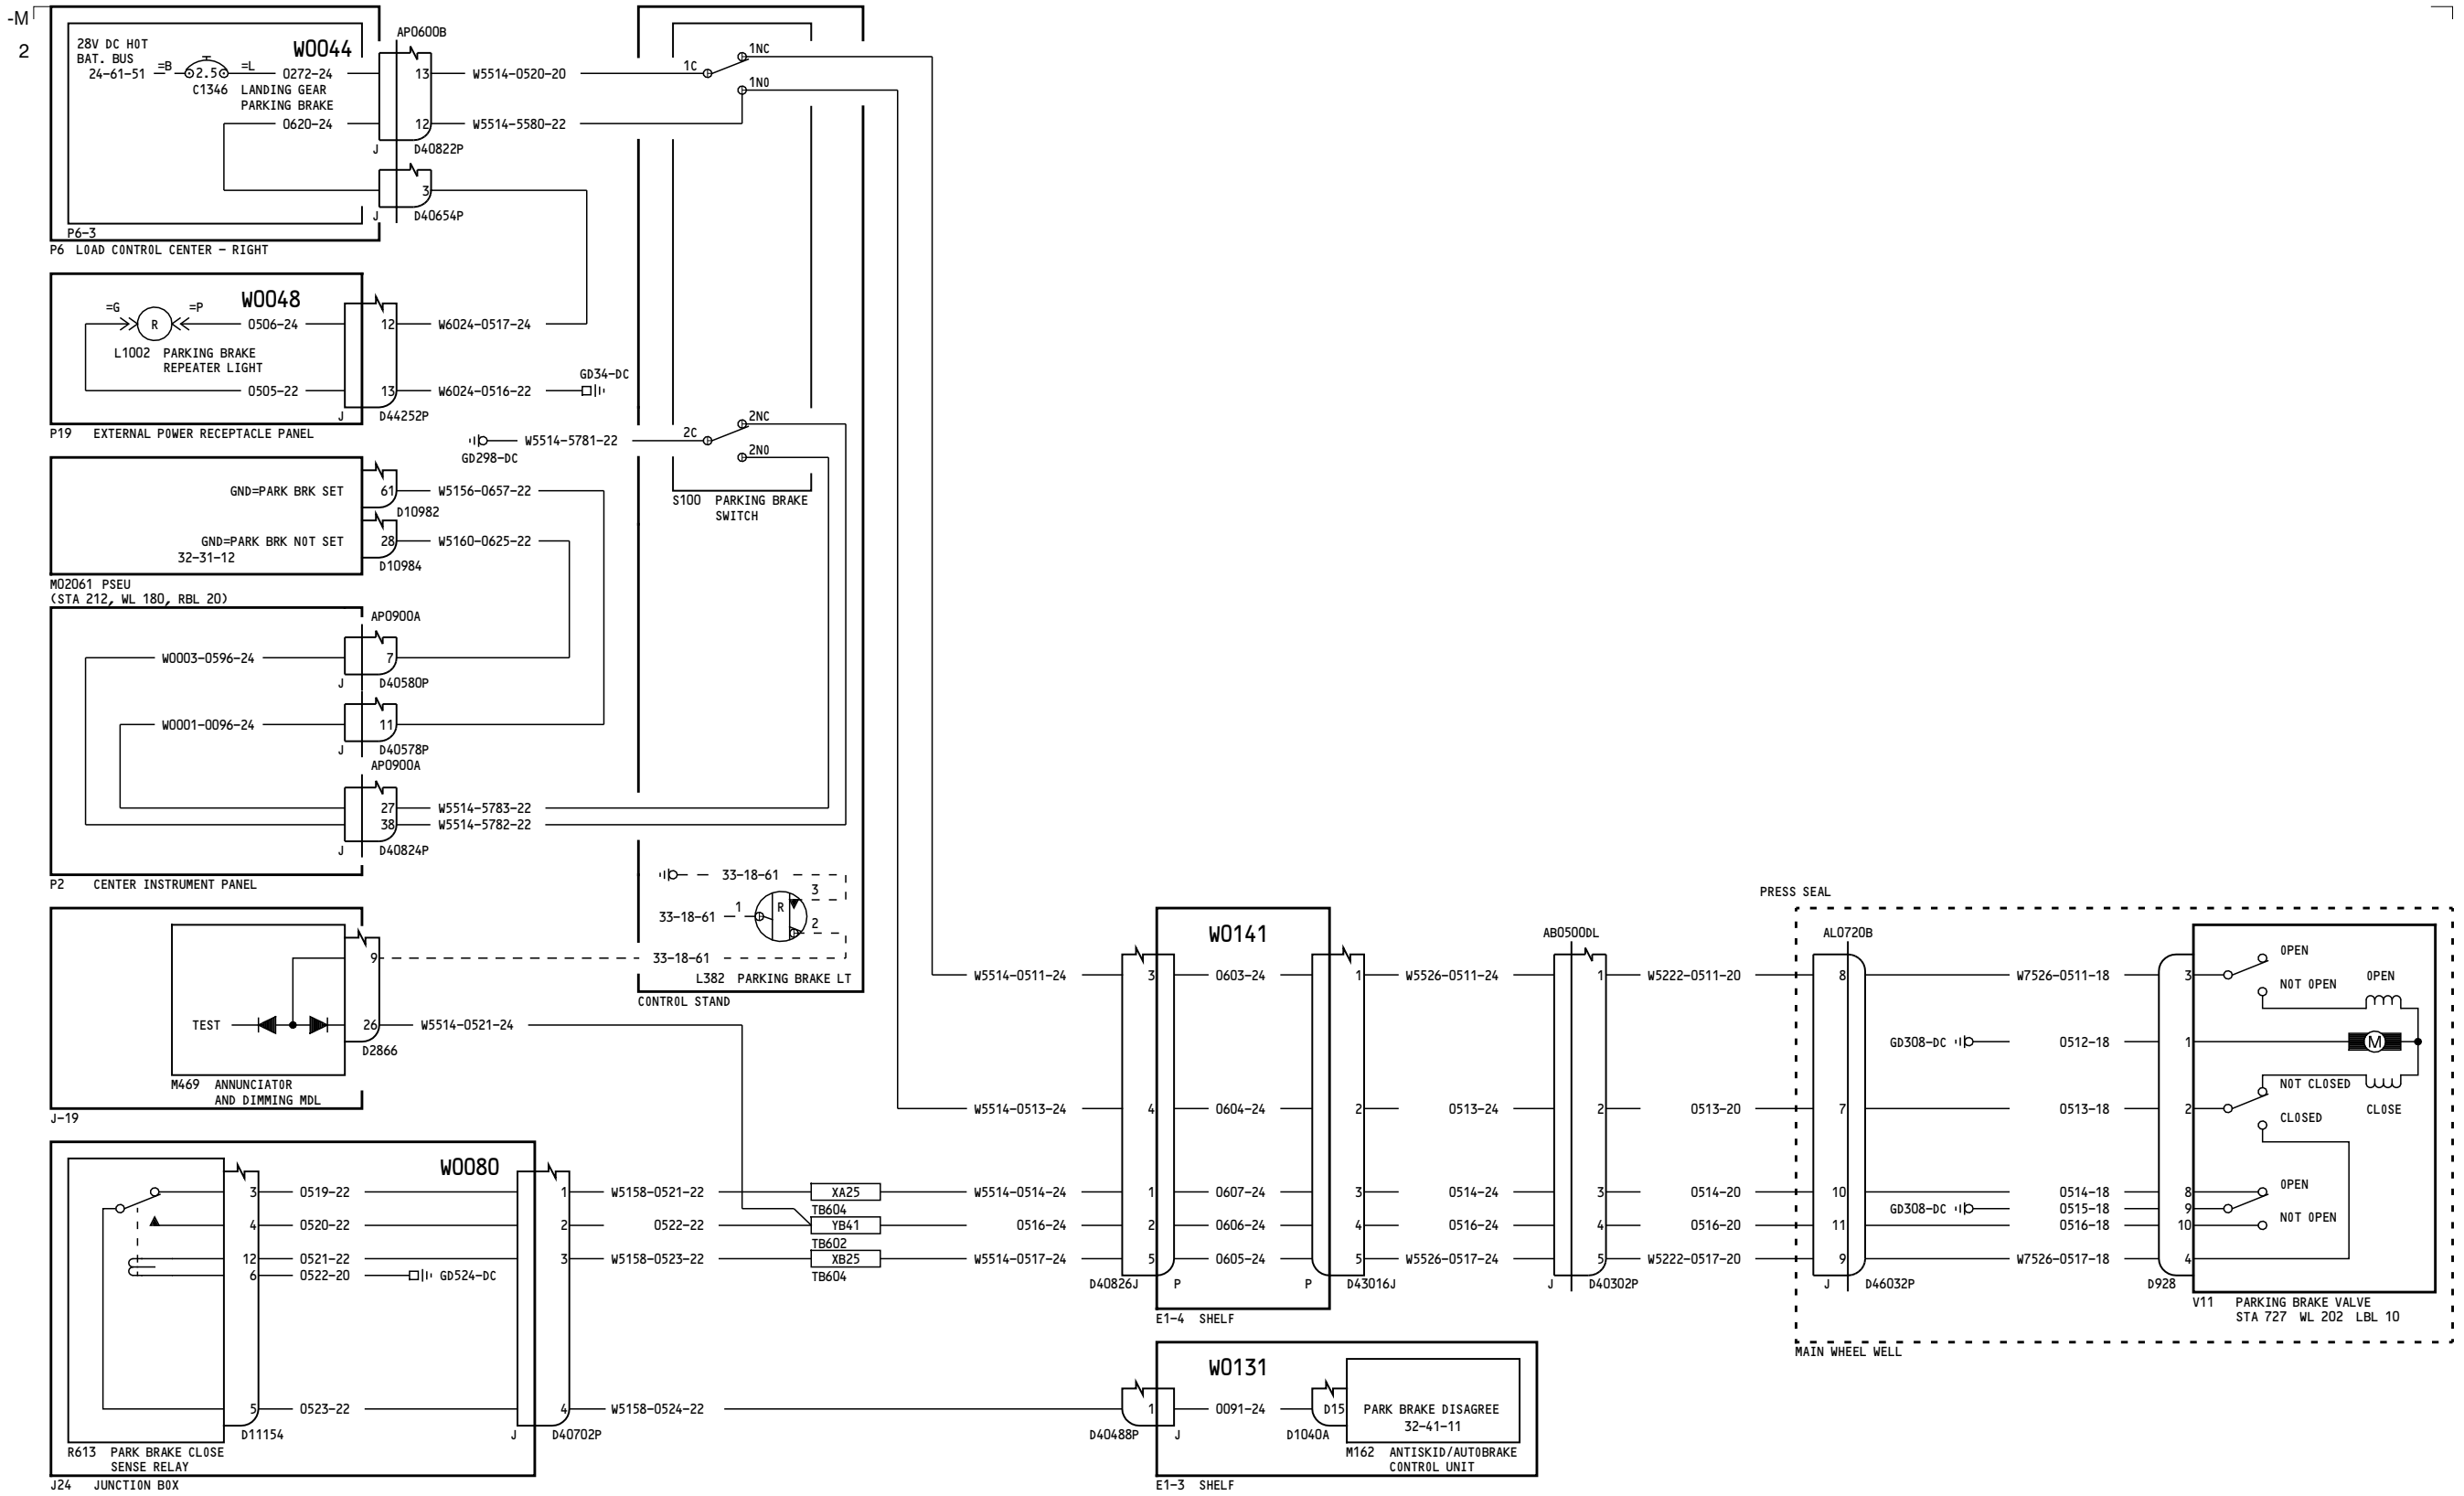 -M
2
28V DC HOT
BAT. BUS
24-61-51
=B
2.5
=L
C1346
W0044
0272-24
LANDING GEAR
PARKING BRAKE
0620-24
AP0600B
13
W5514-0520-20
12
W5514-5580-22
J
D40822P
3
J
D40654P
P6-3
P6 LOAD CONTROL CENTER - RIGHT
1C
1NC
1NO
W0048
=G
R
=P
0506-24
12
W6024-0517-24
L1002 PARKING BRAKE
REPEATER LIGHT
0505-22
13
W6024-0516-22
GD34-DC
J
D44252P
P19 EXTERNAL POWER RECEPTACLE PANEL
GD298-DC
W5514-5781-22
2C
2NC
2NO
S100 PARKING BRAKE
SWITCH
GND=PARK BRK SET
61
W5156-0657-22
D10982
GND=PARK BRK NOT SET
28
W5160-0625-22
32-31-12
D10984
M02061 PSEU
(STA 212, WL 180, RBL 20)
AP0900A
W0003-0596-24
7
J
D40580P
W0001-0096-24
11
J
D40578P
AP0900A
27
W5514-5783-22
38
W5514-5782-22
J
D40824P
P2 CENTER INSTRUMENT PANEL
33-18-61
3
33-18-61
1
R
2
33-18-61
L382 PARKING BRAKE LT
CONTROL STAND
9
TEST
26
W5514-0521-24
D2866
M469 ANNUNCIATOR
AND DIMMING MDL
J-19
W0080
3
0519-22
1
W5158-0521-22
XA25
TB604
W5514-0514-24
4
0520-22
2
0522-22
YB41
TB602
0516-24
12
0521-22
3
W5158-0523-22
XB25
TB604
W5514-0517-24
6
0522-20
GD524-DC
5
0523-22
4
W5158-0524-22
D11154
J
D40702P
R613 PARK BRAKE CLOSE
SENSE RELAY
J24 JUNCTION BOX
W0141
W5514-0511-24
3
0603-24
1
W5526-0511-24
W5514-0513-24
4
0604-24
2
0513-24
1
0607-24
3
0514-24
2
0606-24
4
0516-24
5
0605-24
5
W5526-0517-24
D40826J
P
P
D43016J
E1-4 SHELF
W0131
1
0091-24
D15
PARK BRAKE DISAGREE
32-41-11
D40488P
J
D1040A
M162 ANTISKID/AUTOBRAKE
CONTROL UNIT
E1-3 SHELF
AB0500DL
1
W5222-0511-20
2
0513-20
3
0514-20
4
0516-20
5
W5222-0517-20
J
D40302P
PRESS SEAL
AL0720B
8
W7526-0511-18
3
GD308-DC
0512-18
1
7
0513-18
2
10
0514-18
8
GD308-DC
0515-18
9
11
0516-18
10
9
W7526-0517-18
4
J
D46032P
D928
OPEN
NOT OPEN
OPEN
M
NOT CLOSED
CLOSED
CLOSE
OPEN
NOT OPEN
V11 PARKING BRAKE VALVE
STA 727 WL 202 LBL 10
MAIN WHEEL WELL